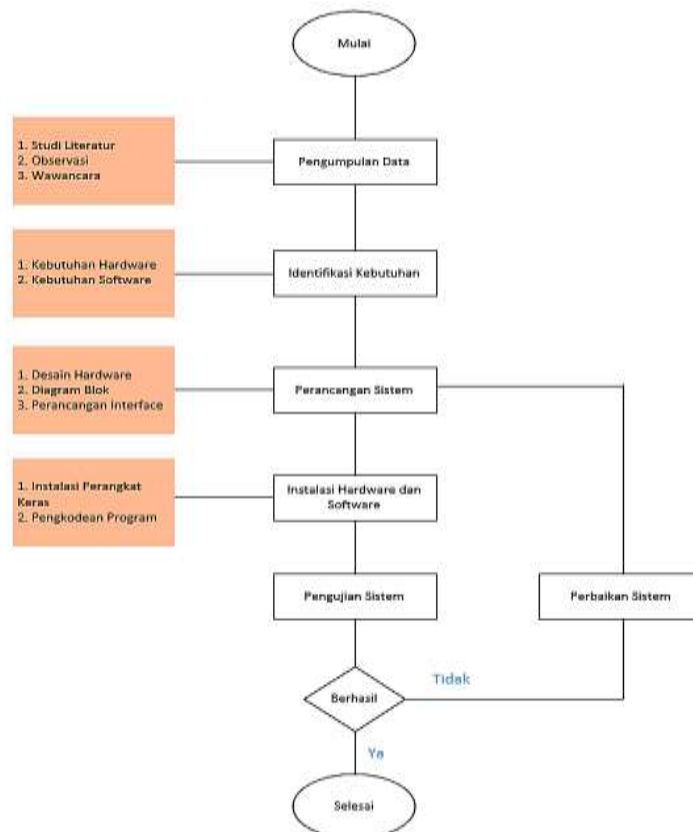 Mulai
1. Studi Literatur
2. Observasi
3. Wawancara
Pengumpulan Data
1. Kebutuhan Hardware
2. Kebutuhan Software
Identifikasi Kebutuhan
1. Desain Hardware
2. Diagram Blok
3. Perancangan Interface
Perancangan Sistem
1. Instalasi Perangkat
Keras
2. Pengkodean Program
Instalasi Hardware dan
Software
Pengujian Sistem
Perbaikan Sistem
Berhasil
Tidak
Ya
Selesai